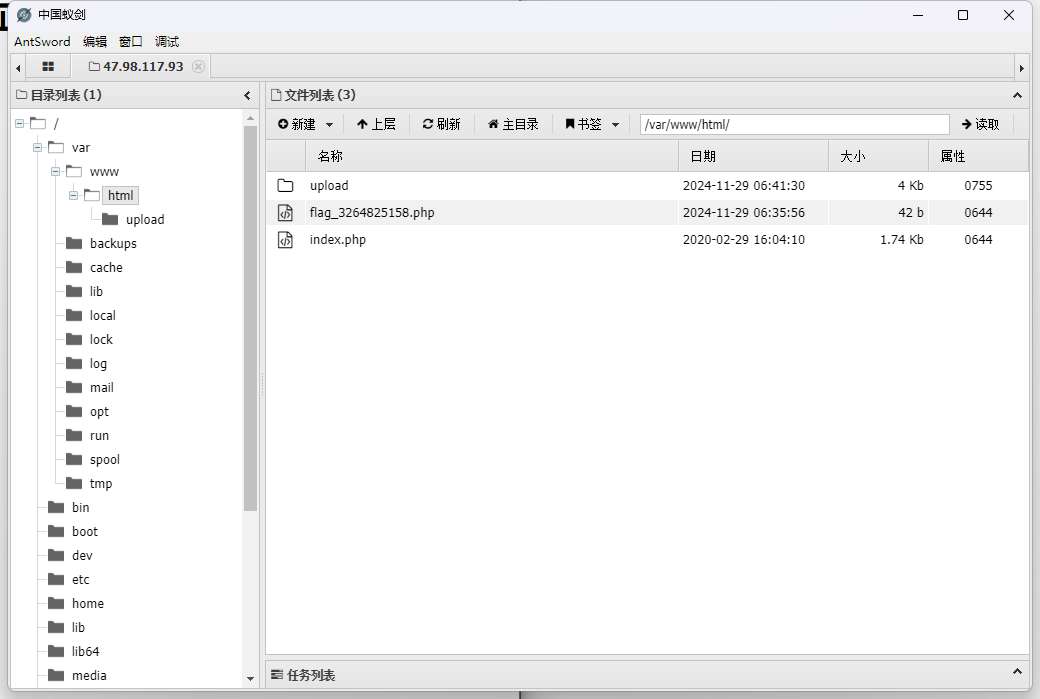 中国蚁剑
AntSword 编辑 窗口 调试
47.98.117.93
目录列表 (1)
/
var
www
html
upload
backups
cache
lib
local
lock
log
mail
opt
run
spool
tmp
bin
boot
dev
etc
home
lib
lib64
media
文件列表 (3)
新建 上层 刷新 主目录 书签 /var/www/html/ 读取
名称 日期 大小 属性
upload 2024-11-29 06:41:30 4 Kb 0755
flag_3264825158.php 2024-11-29 06:35:56 42 b 0644
index.php 2020-02-29 16:04:10 1.74 Kb 0644
任务列表